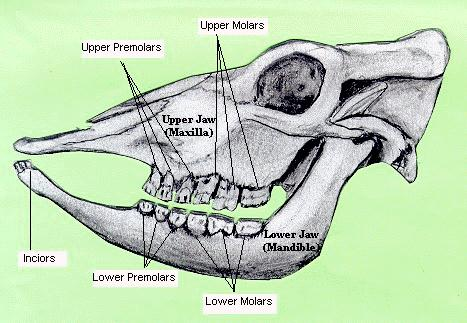 Upper Molars
Upper Premolars
Upper Jaw
(Maxilla)
Lower Jaw
(Mandible)
Inciors
Lower Premolars
Lower Molars